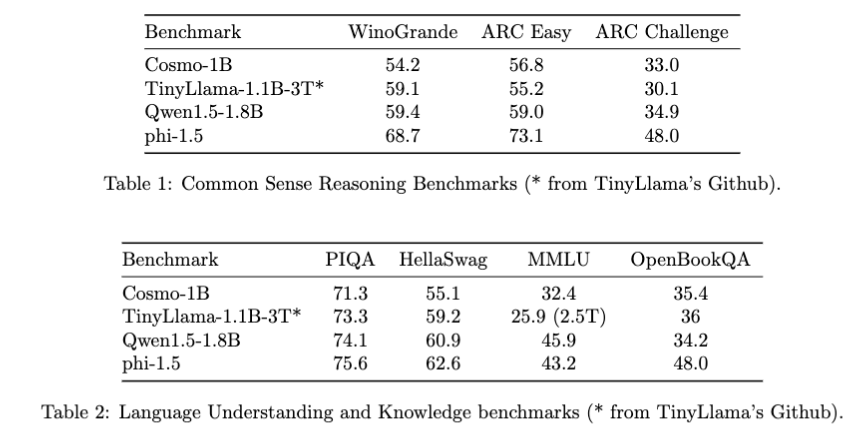 Benchmark WinoGrande ARC Easy ARC Challenge
Cosmo-1B 54.2 56.8 33.0
TinyLlama-1.1B-3T* 59.1 55.2 30.1
Qwen1.5-1.8B 59.4 59.0 34.9
phi-1.5 68.7 73.1 48.0
Table 1: Common Sense Reasoning Benchmarks (* from TinyLlama's Github).
Benchmark PIQA HellaSwag MMLU OpenBookQA
Cosmo-1B 71.3 55.1 32.4 35.4
TinyLlama-1.1B-3T* 73.3 59.2 25.9 (2.5T) 36
Qwen1.5-1.8B 74.1 60.9 45.9 34.2
phi-1.5 75.6 62.6 43.2 48.0
Table 2: Language Understanding and Knowledge benchmarks (* from TinyLlama's Github).